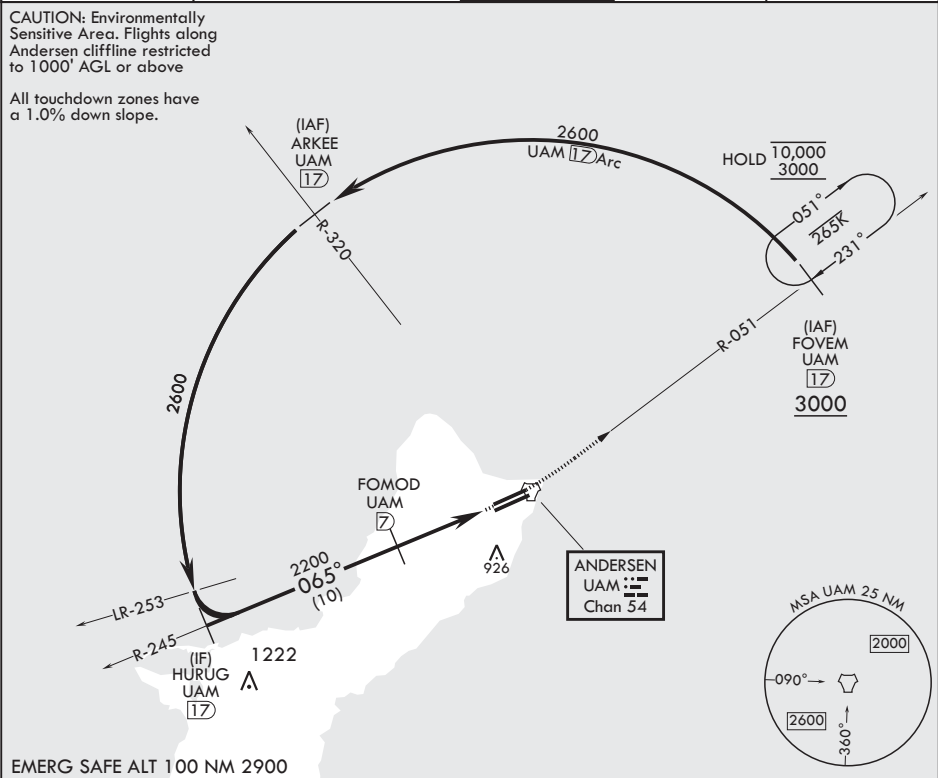 CAUTION: Environmentally
Sensitive Area. Flights along
Andersen cliffline restricted
to 1000' AGL or above
All touchdown zones have
a 1.0% down slope.
(IAF)
ARKEE
UAM
17
2600
UAM 17 Arc
HOLD 10,000
3000
051°
265K
231°
R-320
R-051
(IAF)
FOVEM
UAM
17
3000
2600
FOMOD
UAM
7
926
2200
065°
(10)
ANDERSEN
UAM
Chan 54
LR-253
R-245
(IF)
HURUG
UAM
17
1222
MSA UAM 25 NM
2000
090°
2600
360°
EMERG SAFE ALT 100 NM 2900